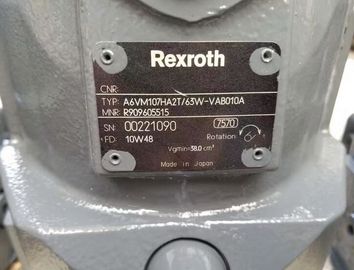 Rexroth
CNR:
TYP: A6VM107HA2T/63W-VAB010A
MNR: R909605515
SN: 00221090 7570
FD: 10W48 Rotation
Vgmin=38.0 cm³
Made in Japan